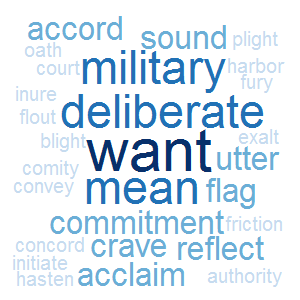 accord sound plight
oath
court military harbor
fury
inure
flout deliberate
blight want exalt
comity utter
convey mean flag
commitment friction
concord crave reflect
initiate
hasten acclaim authority